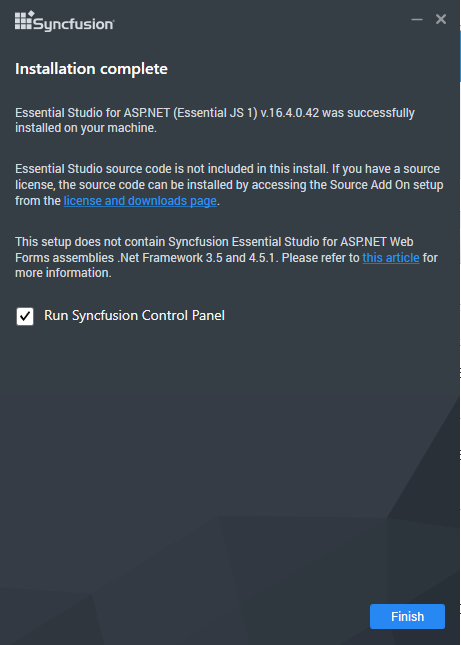 Syncfusion
Installation complete
Essential Studio for ASP.NET (Essential JS 1) v.16.4.0.42 was successfully
installed on your machine.
Essential Studio source code is not included in this install. If you have a source
license, the source code can be installed by accessing the Source Add On setup
from the license and downloads page.
This setup does not contain Syncfusion Essential Studio for ASP.NET Web
Forms assemblies .Net Framework 3.5 and 4.5.1. Please refer to this article for
more information.
Run Syncfusion Control Panel
Finish